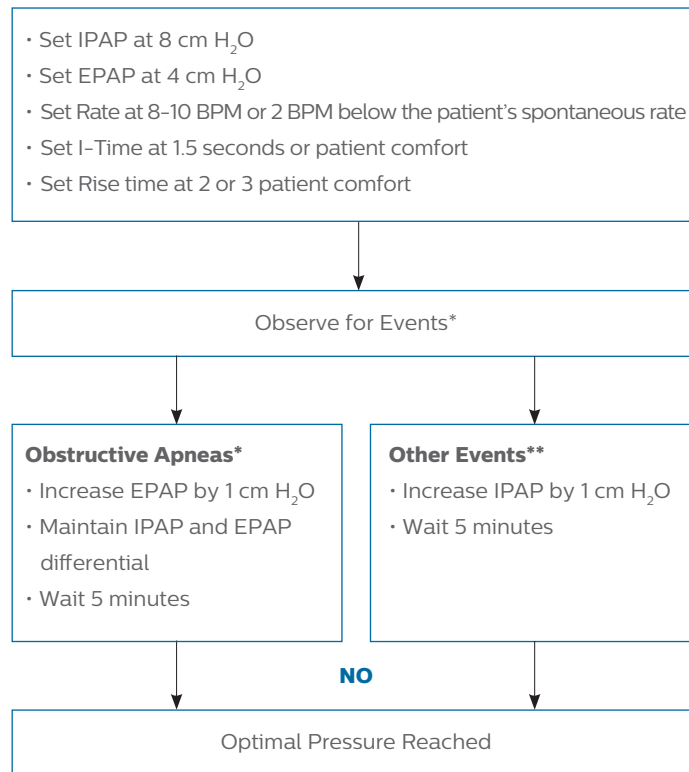 · Set IPAP at 8 cm H₂O
· Set EPAP at 4 cm H₂O
· Set Rate at 8-10 BPM or 2 BPM below the patient’s spontaneous rate
· Set I-Time at 1.5 seconds or patient comfort
· Set Rise time at 2 or 3 patient comfort
Observe for Events*
Obstructive Apneas*
· Increase EPAP by 1 cm H₂O
· Maintain IPAP and EPAP
differential
· Wait 5 minutes
Other Events**
· Increase IPAP by 1 cm H₂O
· Wait 5 minutes
NO
Optimal Pressure Reached